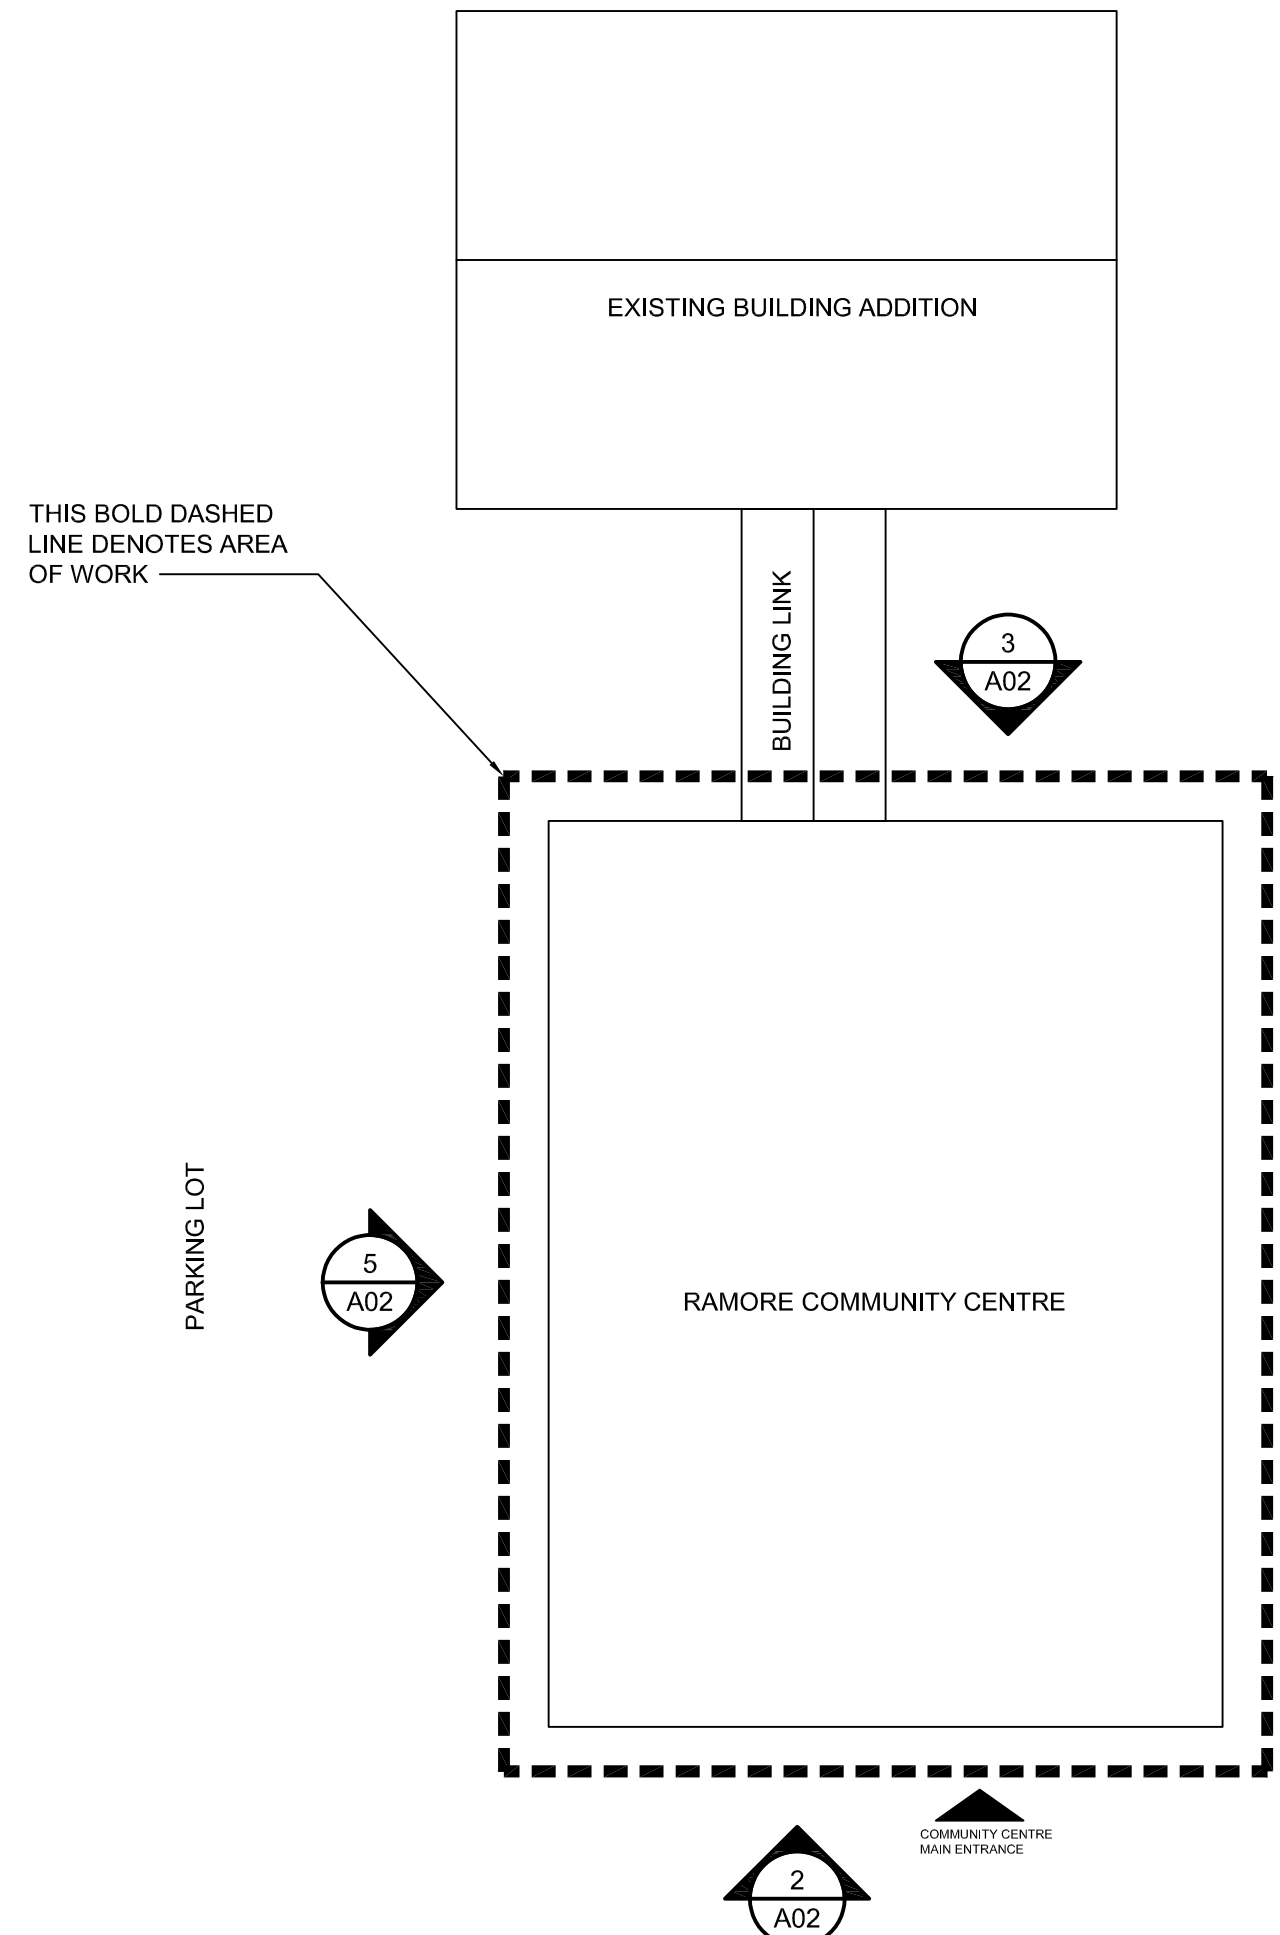 EXISTING BUILDING ADDITION
THIS BOLD DASHED
LINE DENOTES AREA
OF WORK
BUILDING LINK
3
A02
PARKING LOT
5
A02
RAMORE COMMUNITY CENTRE
COMMUNITY CENTRE
MAIN ENTRANCE
2
A02